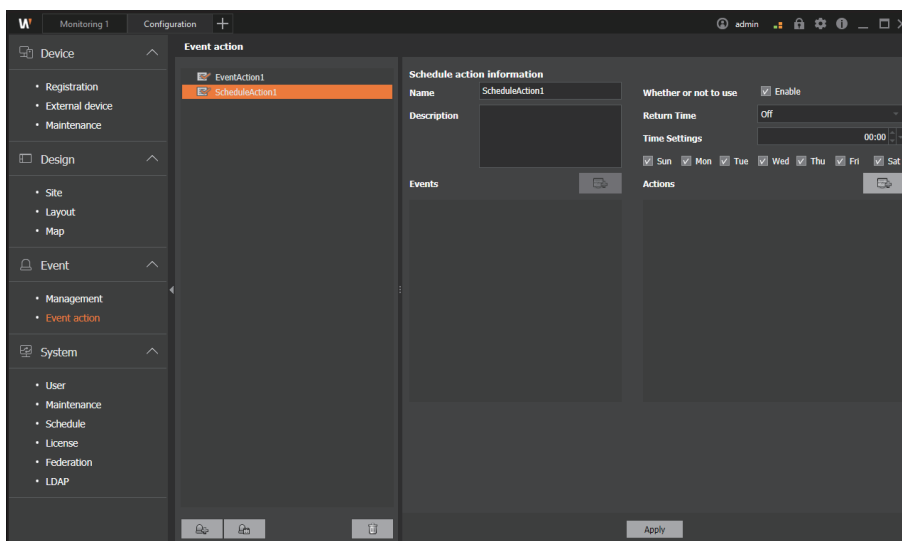 W
Monitoring 1
Configuration
admin
Device
Registration
External device
Maintenance
Design
Site
Layout
Map
Event
Management
Event action
System
User
Maintenance
Schedule
License
Federation
LDAP
Event action
EventAction1
ScheduleAction1
Schedule action information
Name
ScheduleAction1
Description
Whether or not to use
Enable
Return Time
Off
Time Settings
00:00
Sun Mon Tue Wed Thu Fri Sat
Events
Actions
Apply